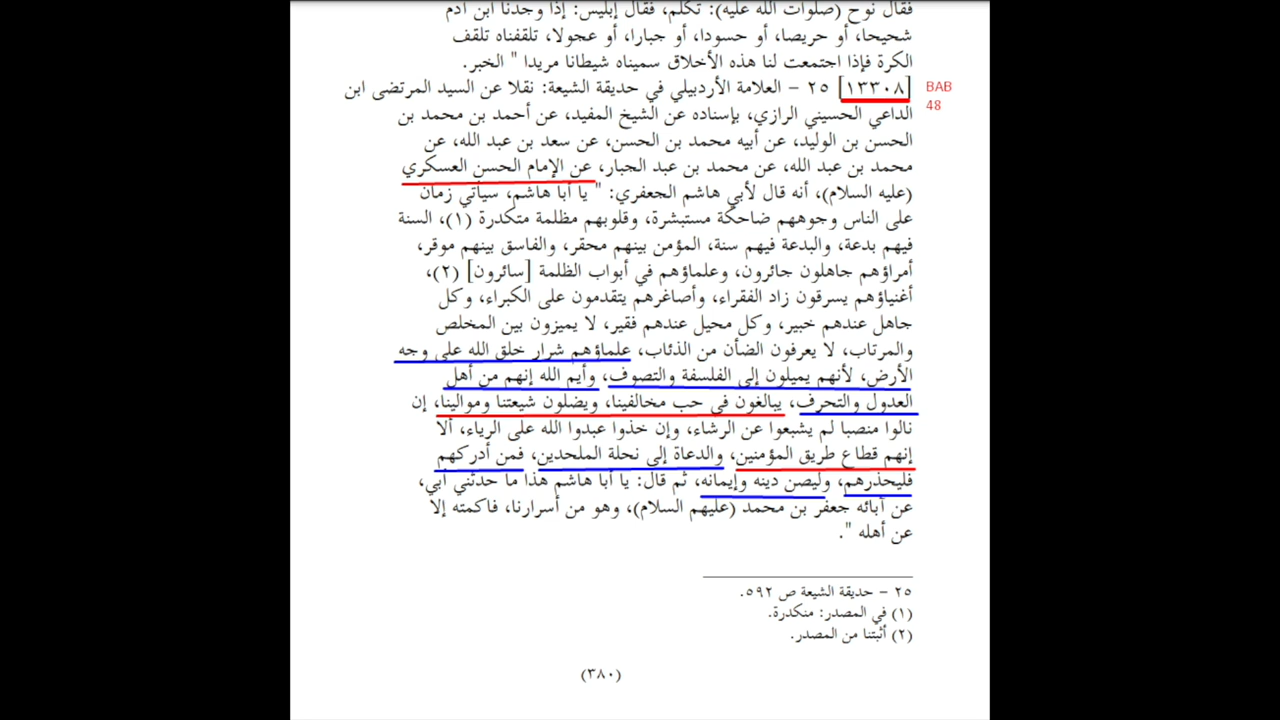 فقال نوح (صلوات الله عليه): تكلم، فقال إبليس: إذا وجدنا ابن آدم
شحيحا، أو حريصا، أو حسودا، أو جبارا، أو عجولا، تلقفناه تلقف
الكرة فإذا اجتمعت لنا هذه الأخلاق سميناه شيطانا مريدا " الخبر.
[١٣٣٠٨] ٢٥ - العلامة الأردبيلي في حديقة الشيعة: نقلا عن السيد المرتضى ابن
BAB
48
الداعي الحسيني الرازي، بإسناده عن الشيخ المفيد، عن أحمد بن محمد بن
الحسن بن الوليد، عن أبيه محمد بن الحسن، عن سعد بن عبد الله، عن
محمد بن عبد الله، عن محمد بن عبد الجبار، عن الإمام الحسن العسكري
(عليه السلام)، أنه قال لأبي هاشم الجعفري: " يا أبا هاشم، سيأتي زمان
على الناس وجوههم ضاحكة مستبشرة، وقلوبهم مظلمة متكدرة (١)، السنة
فيهم بدعة، والبدعة فيهم سنة، المؤمن بينهم محقر، والفاسق بينهم موقر،
أمراؤهم جاهلون جائرون، وعلماؤهم في أبواب الظلمة [سائرون] (٢)،
أغنياؤهم يسرقون زاد الفقراء، وأصاغرهم يتقدمون على الكبراء، وكل
جاهل عندهم خبير، وكل محيل عندهم فقير، لا يميزون بين المخلص
والمرتاب، لا يعرفون الضأن من الذئاب، علماؤهم شرار خلق الله على وجه
الأرض، لأنهم يميلون إلى الفلسفة والتصوف، وأيم الله إنهم من أهل
العدول والتحرف، يبالغون في حب مخالفينا، ويضلون شيعتنا وموالينا، إن
نالوا منصبا لم يشبعوا عن الرشاء، وإن خذوا عبدوا الله على الرياء، ألا
إنهم قطاع طريق المؤمنين، والدعاة إلى نحلة الملحدين، فمن أدركهم
فليحذرهم، وليصن دينه وإيمانه، ثم قال: يا أبا هاشم هذا ما حدثني أبي،
عن آبائه جعفر بن محمد (عليهم السلام)، وهو من أسرارنا، فاكتمه إلا
عن أهله ".
٢٥ - حديقة الشيعة ص ٥٩٢.
(١) في المصدر: منكدرة.
(٢) أثبتنا من المصدر.
(٣٨٠)